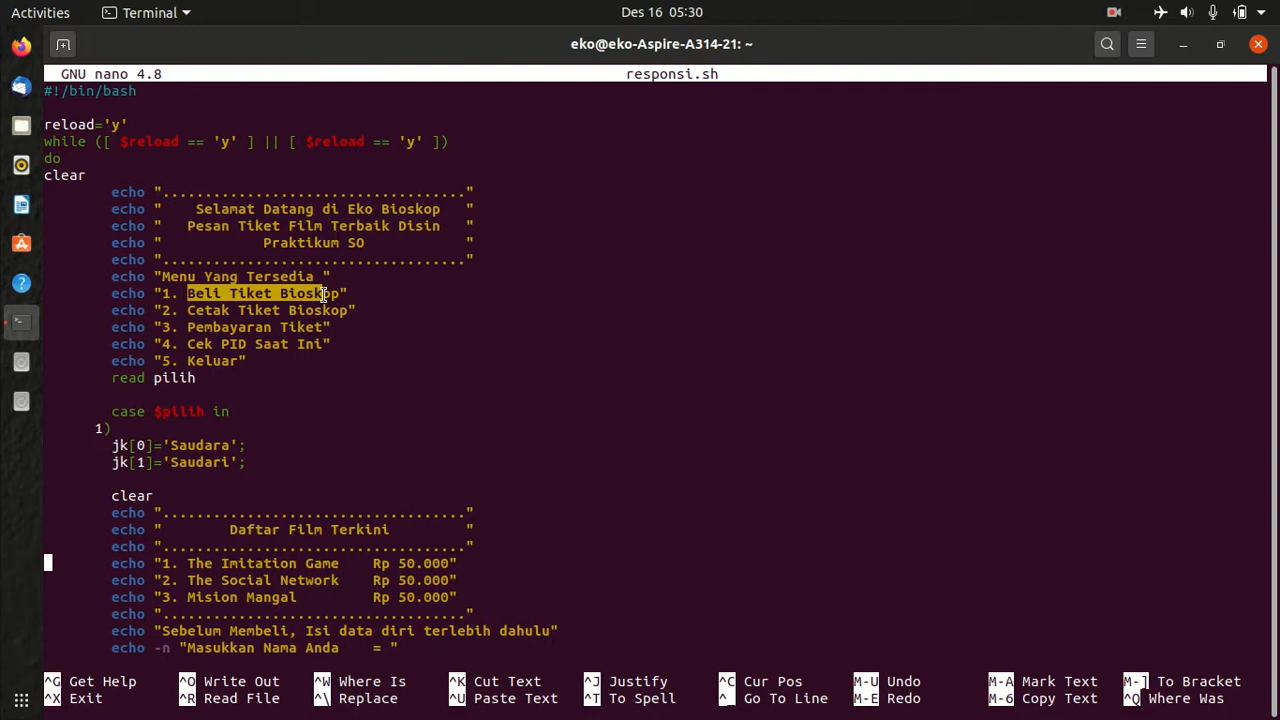 Activities Terminal Des 16 05:30
eko@eko-Aspire-A314-21: ~
GNU nano 4.8 responsi.sh
#!/bin/bash
reload='y'
while ([ $reload == 'y' ] || [ $reload == 'y' ])
do
clear
echo "...................................."
echo " Selamat Datang di Eko Bioskop "
echo " Pesan Tiket Film Terbaik Disin "
echo " Praktikum SO "
echo "...................................."
echo "Menu Yang Tersedia "
echo "1. Beli Tiket Bioskop"
echo "2. Cetak Tiket Bioskop"
echo "3. Pembayaran Tiket"
echo "4. Cek PID Saat Ini"
echo "5. Keluar"
read pilih
case $pilih in
1)
jk[0]='Saudara';
jk[1]='Saudari';
clear
echo "...................................."
echo " Daftar Film Terkini "
echo "...................................."
echo "1. The Imitation Game Rp 50.000"
echo "2. The Social Network Rp 50.000"
echo "3. Mision Mangal Rp 50.000"
echo "...................................."
echo "Sebelum Membeli, Isi data diri terlebih dahulu"
echo -n "Masukkan Nama Anda = "
^G Get Help ^O Write Out ^W Where Is ^K Cut Text ^J Justify ^C Cur Pos M-U Undo M-A Mark Text M-] To Bracket
^X Exit ^R Read File ^\ Replace ^U Paste Text ^T To Spell ^_ Go To Line M-E Redo M-6 Copy Text ^Q Where Was